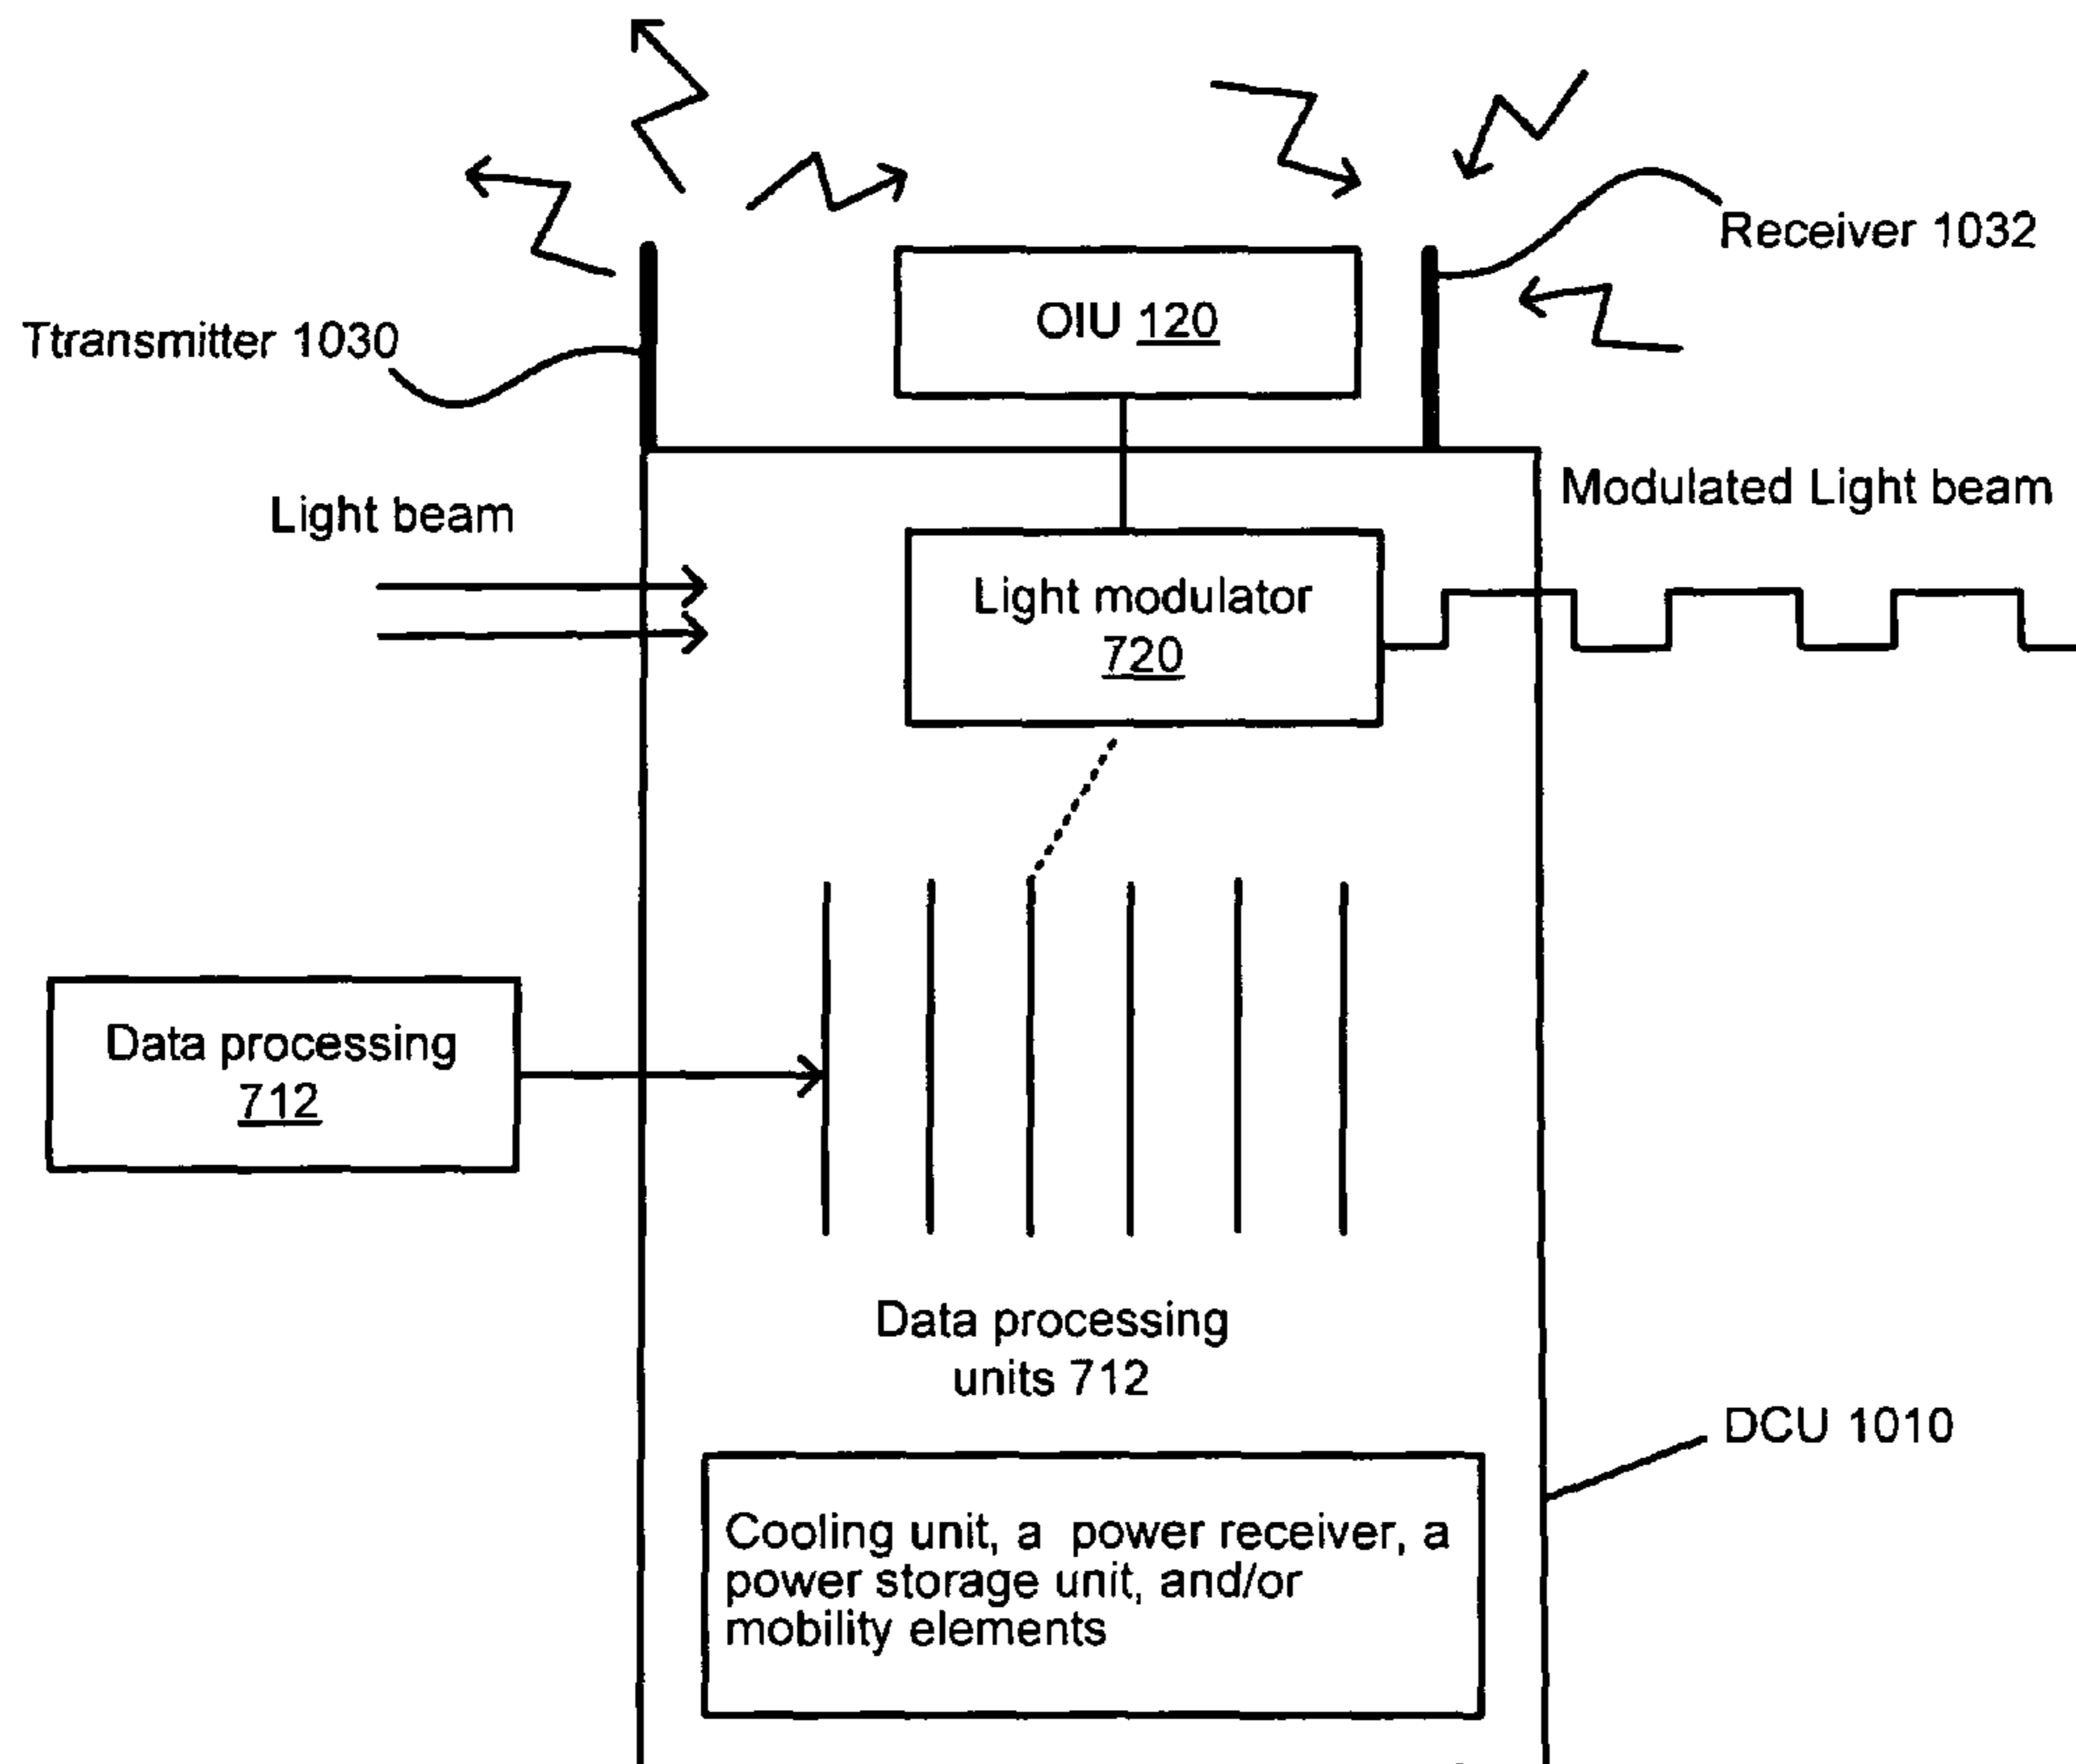 Receiver 1032
OIU 120
Ttransmitter 1030
Light beam
Modulated Light beam
Light modulator
720
Data processing
712
Data processing
units 712
DCU 1010
Cooling unit, a power receiver, a
power storage unit, and/or
mobility elements